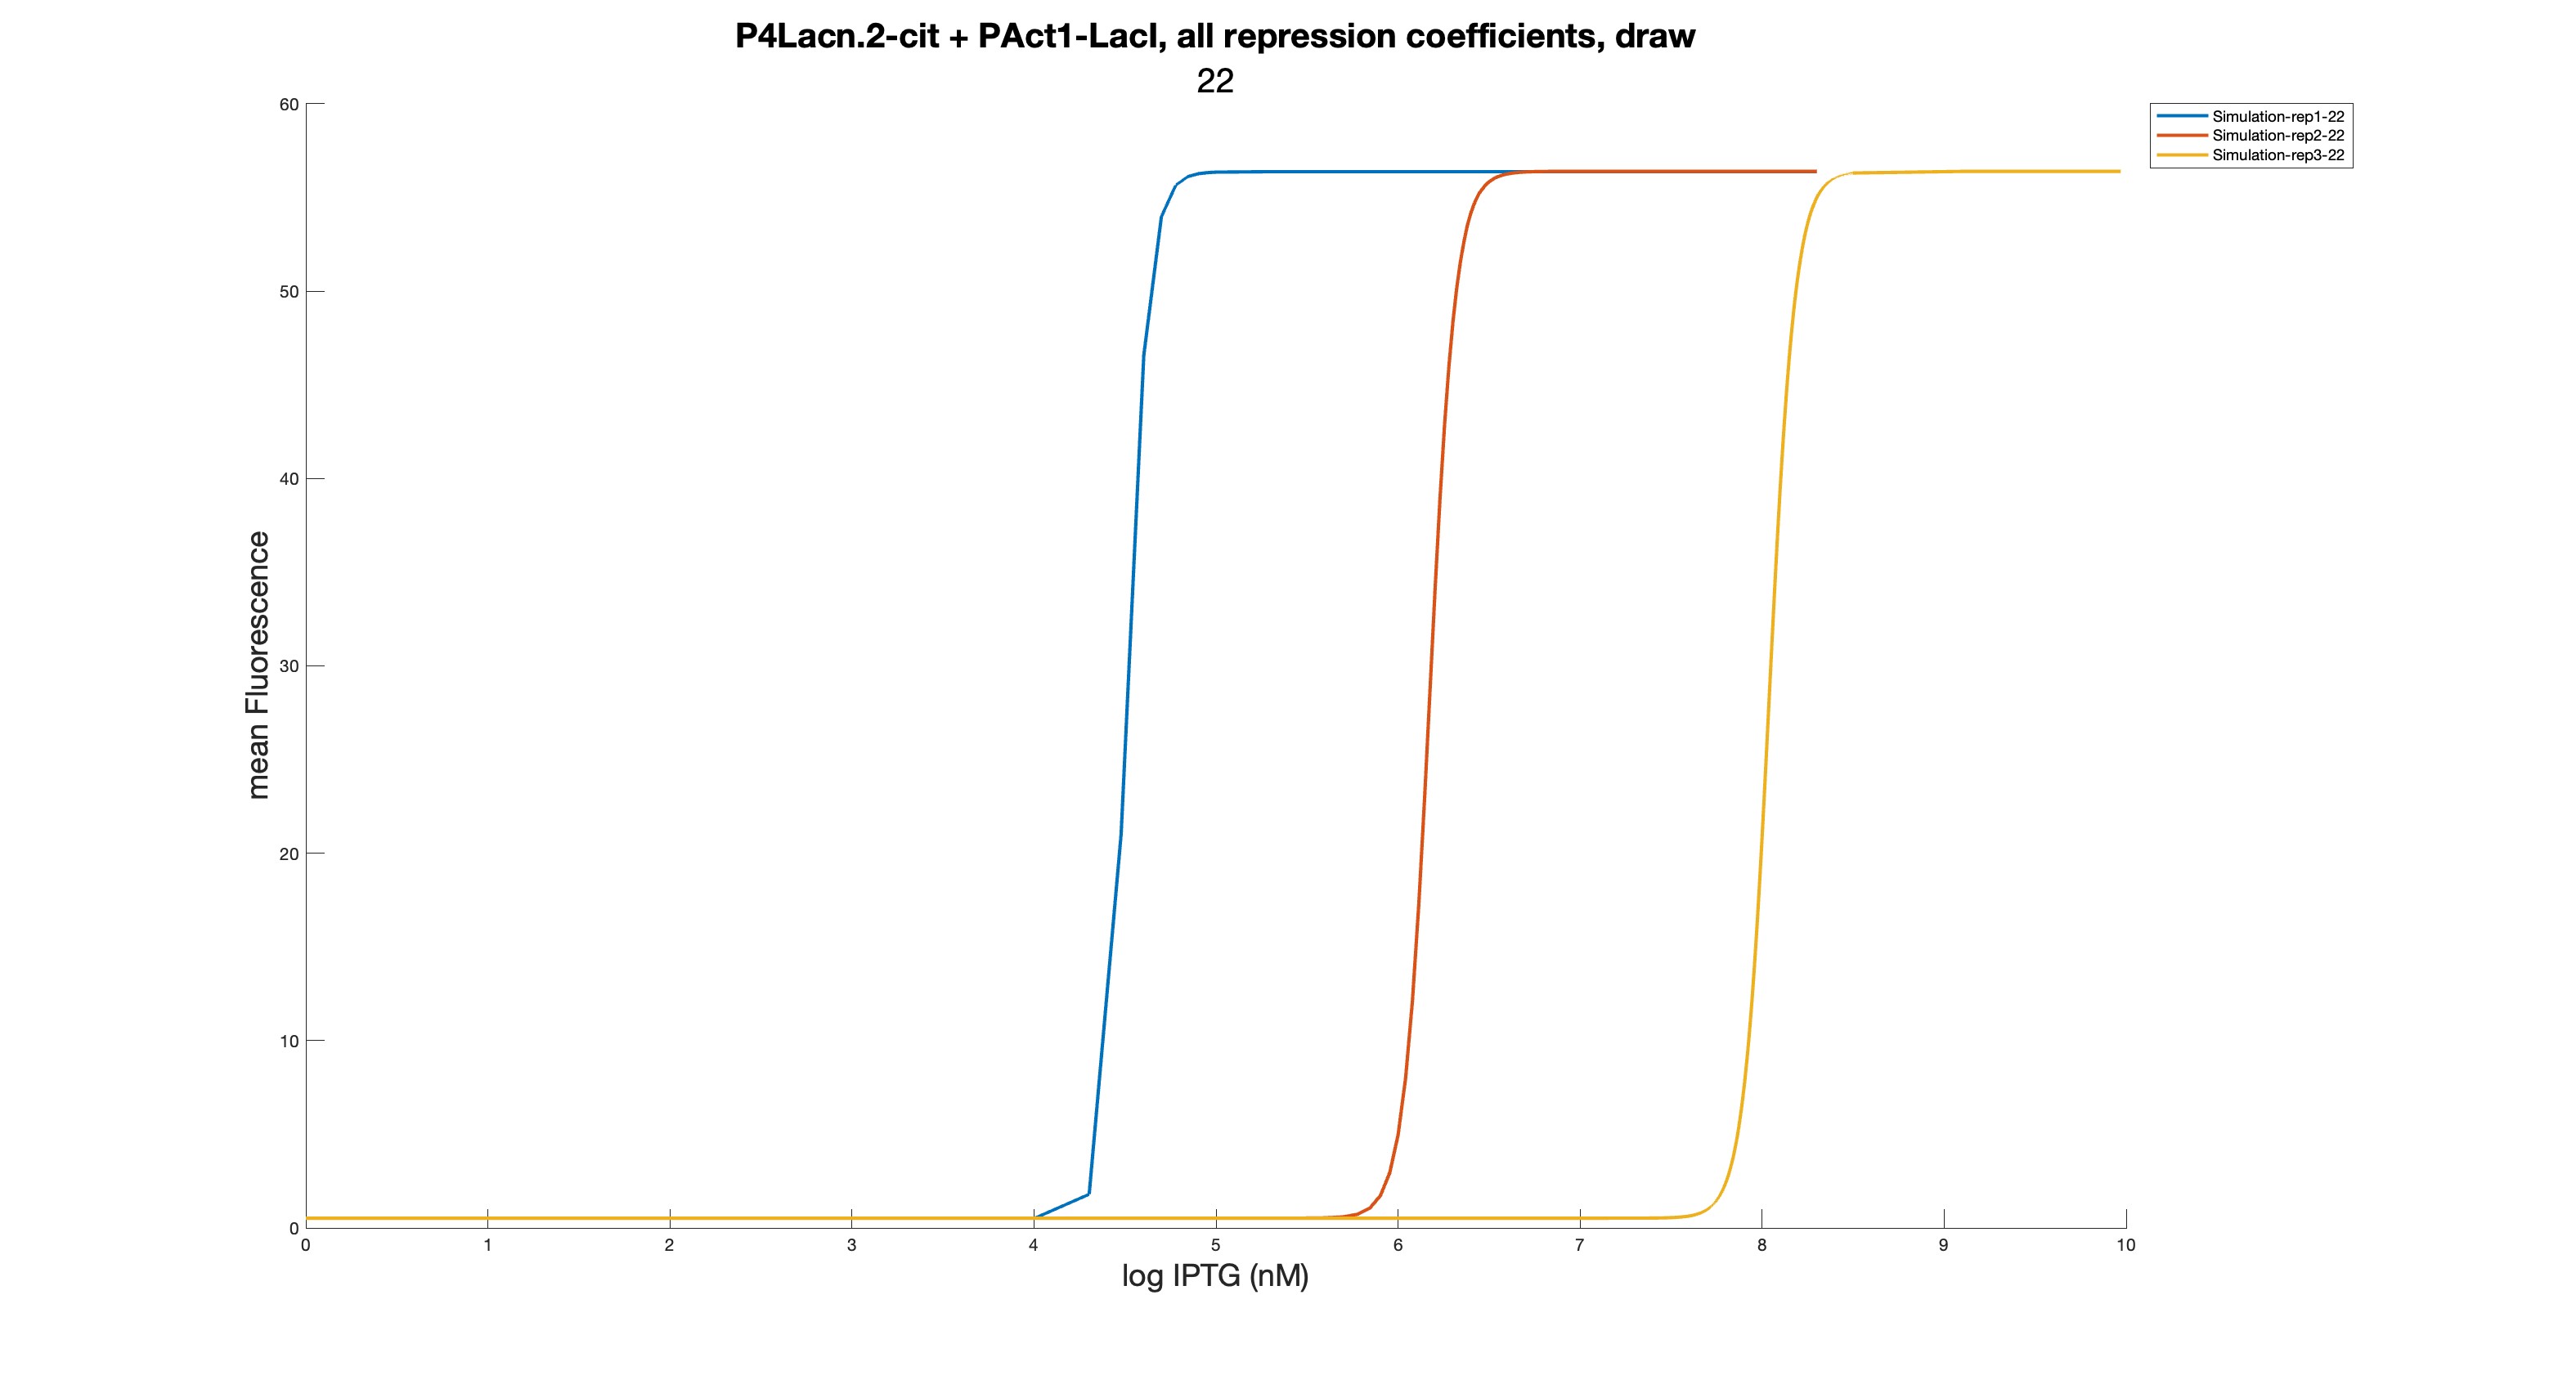 P4Lacn.2-cit + PAct1-LacI, all repression coefficients, draw
22
60
50
40
30
20
10
0
mean Fluorescence
0 1 2 3 4 5 6 7 8 9 10
log IPTG (nM)
Simulation-rep1-22
Simulation-rep2-22
Simulation-rep3-22